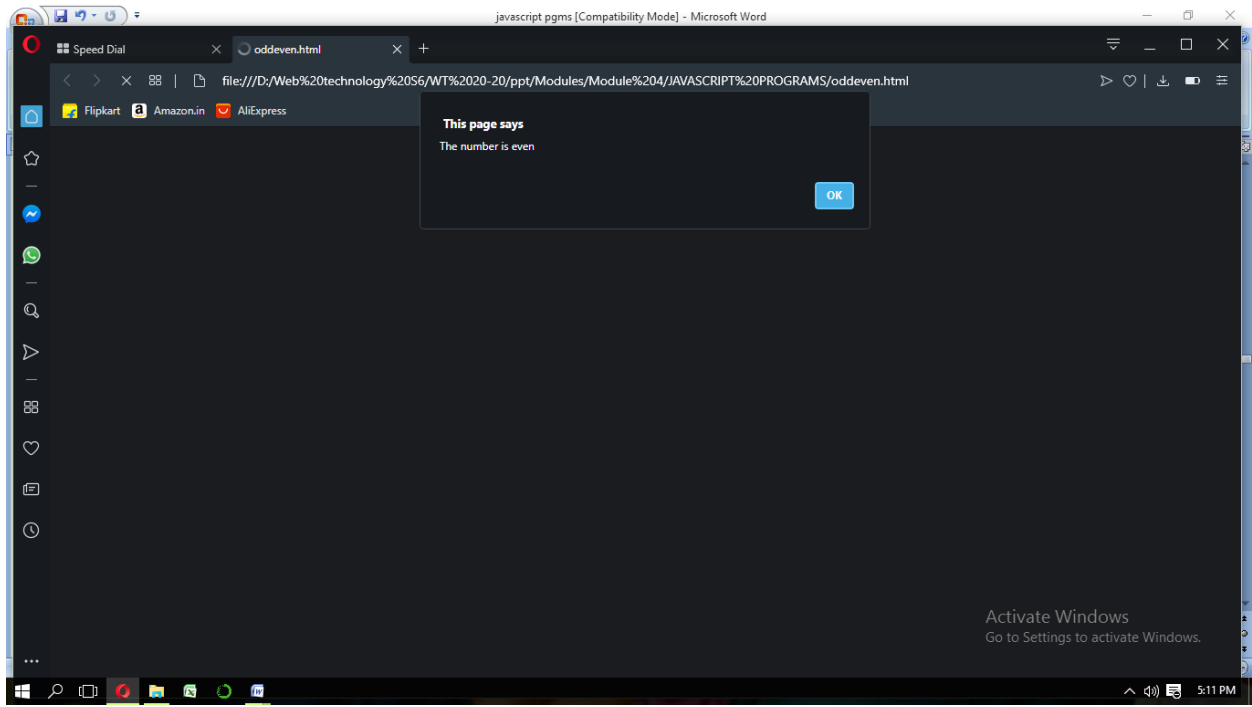 javascript pgms [Compatibility Mode] - Microsoft Word
Speed Dial
oddeven.html
file:///D:/Web%20technology%20S6/WT%2020-20/ppt/Modules/Module%204/JAVASCRIPT%20PROGRAMS/oddeven.html
Flipkart
a Amazon.in
AliExpress
This page says
The number is even
OK
Activate Windows
Go to Settings to activate Windows.
5:11 PM